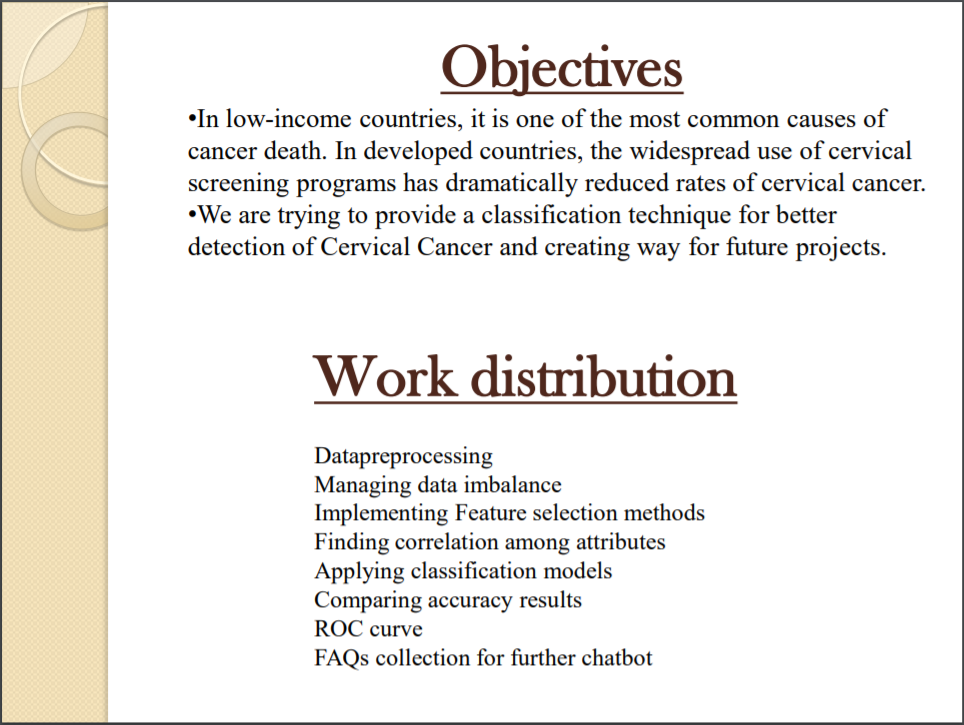 Objectives
•In low-income countries, it is one of the most common causes of
cancer death. In developed countries, the widespread use of cervical
screening programs has dramatically reduced rates of cervical cancer.
•We are trying to provide a classification technique for better
detection of Cervical Cancer and creating way for future projects.
Work distribution
Datapreprocessing
Managing data imbalance
Implementing Feature selection methods
Finding correlation among attributes
Applying classification models
Comparing accuracy results
ROC curve
FAQs collection for further chatbot